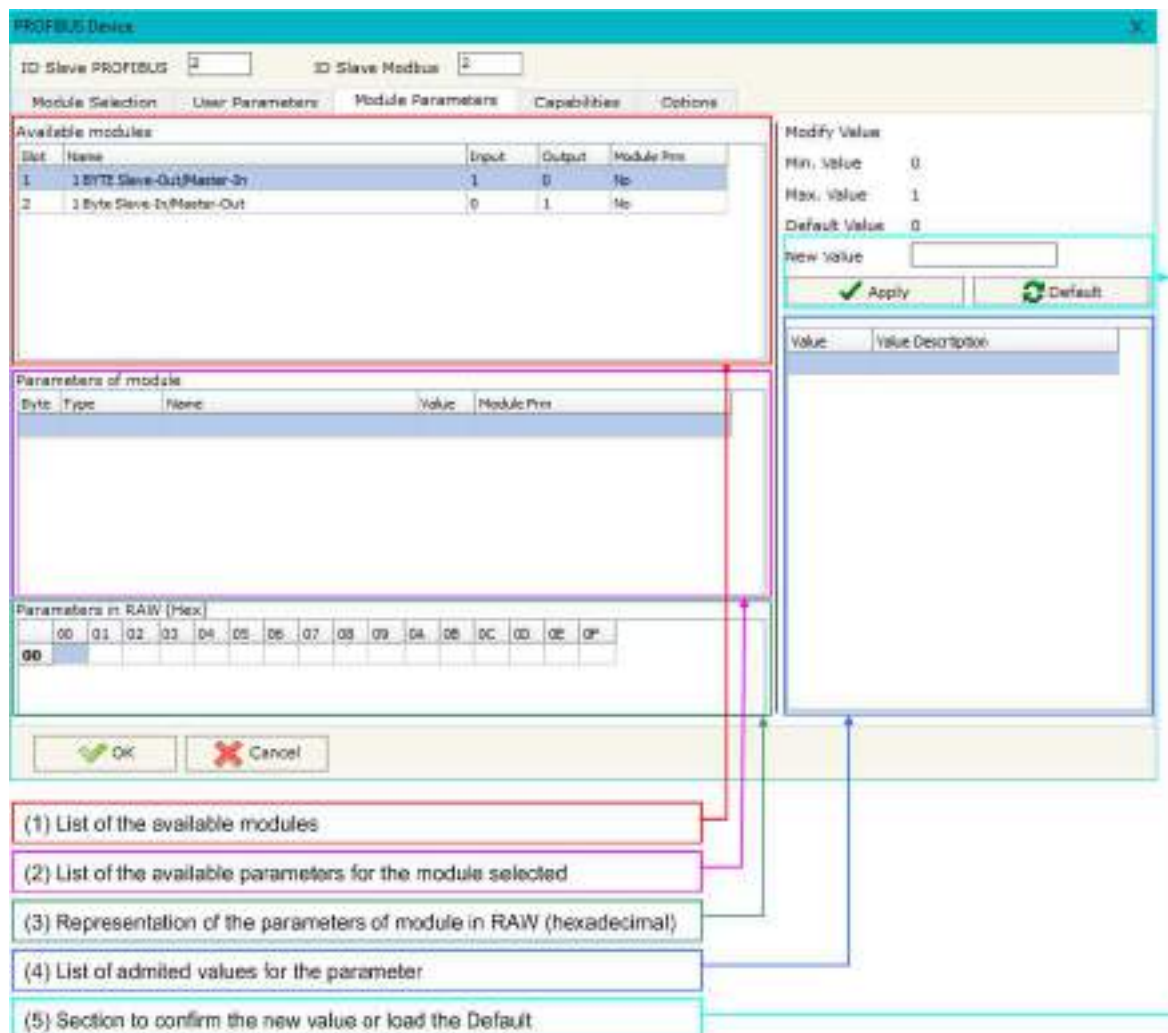 PROFIBUS Device X
ID Slave PROFIBUS 2 ID Slave Modbus 2
Module Selection User Parameters Module Parameters Capabilities Options
Available modules
Slot Name Input Output Module Prm
1 1 BYTE Slave-Out/Master-In 1 0 No
2 1 Byte Slave-In/Master-Out 0 1 No
Modify Value
Min. Value 0
Max. Value 1
Default Value 0
New Value
Apply Default
Value Value Description
Parameters of module
Byte Type Name Value Module Prm
Parameters in RAW (Hex)
00 01 02 03 04 05 06 07 08 09 0A 0B 0C 0D 0E 0F
00
OK Cancel
(1) List of the available modules
(2) List of the available parameters for the module selected
(3) Representation of the parameters of module in RAW (hexadecimal)
(4) List of admited values for the parameter
(5) Section to confirm the new value or load the Default